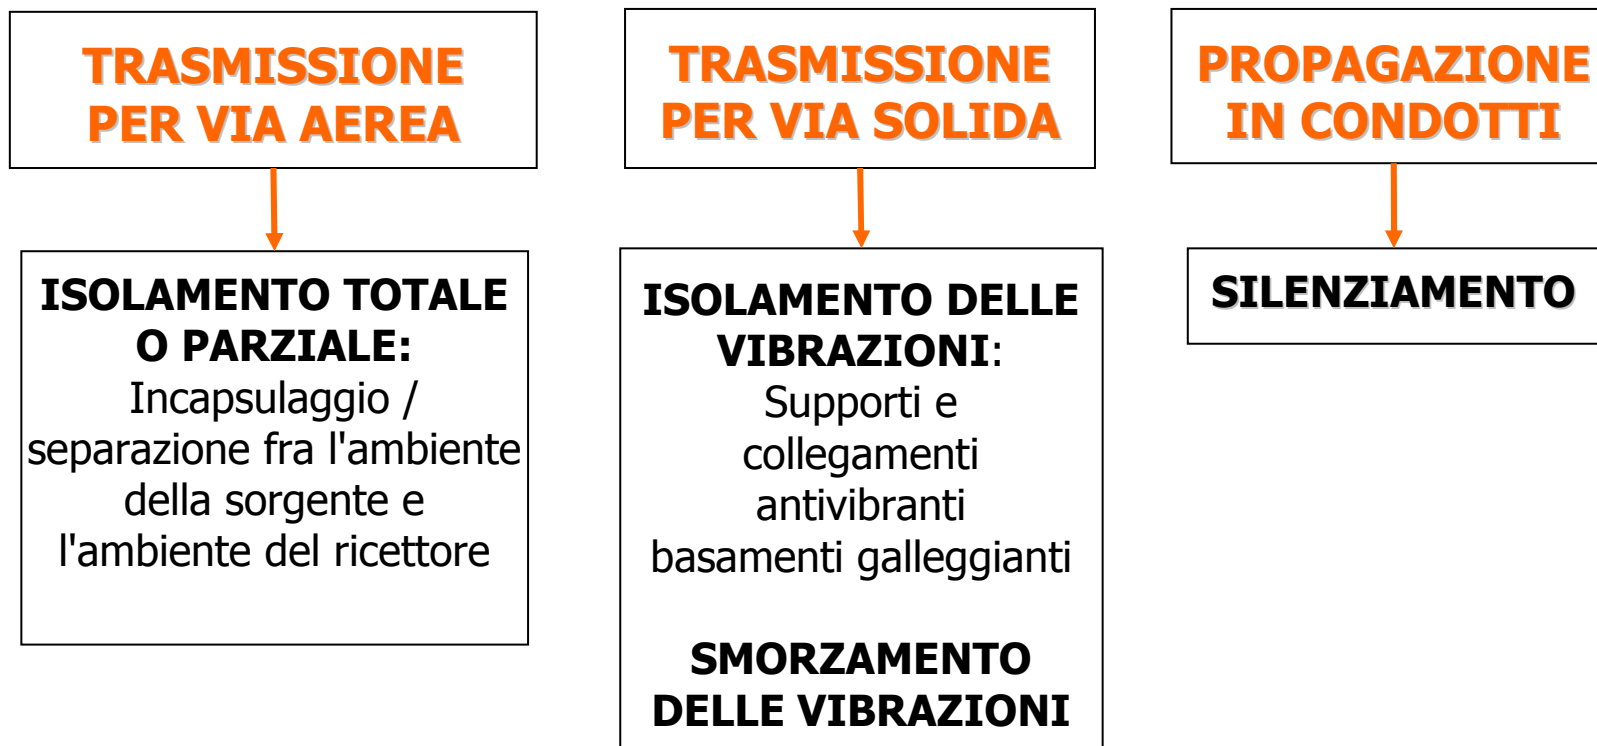 TRASMISSIONE
PER VIA AEREA
ISOLAMENTO TOTALE
O PARZIALE:
Incapsulaggio /
separazione fra l'ambiente
della sorgente e
l'ambiente del ricettore
TRASMISSIONE
PER VIA SOLIDA
ISOLAMENTO DELLE
VIBRAZIONI:
Supporti e
collegamenti
antivibranti
basamenti galleggianti
SMORZAMENTO
DELLE VIBRAZIONI
PROPAGAZIONE
IN CONDOTTI
SILENZIAMENTO